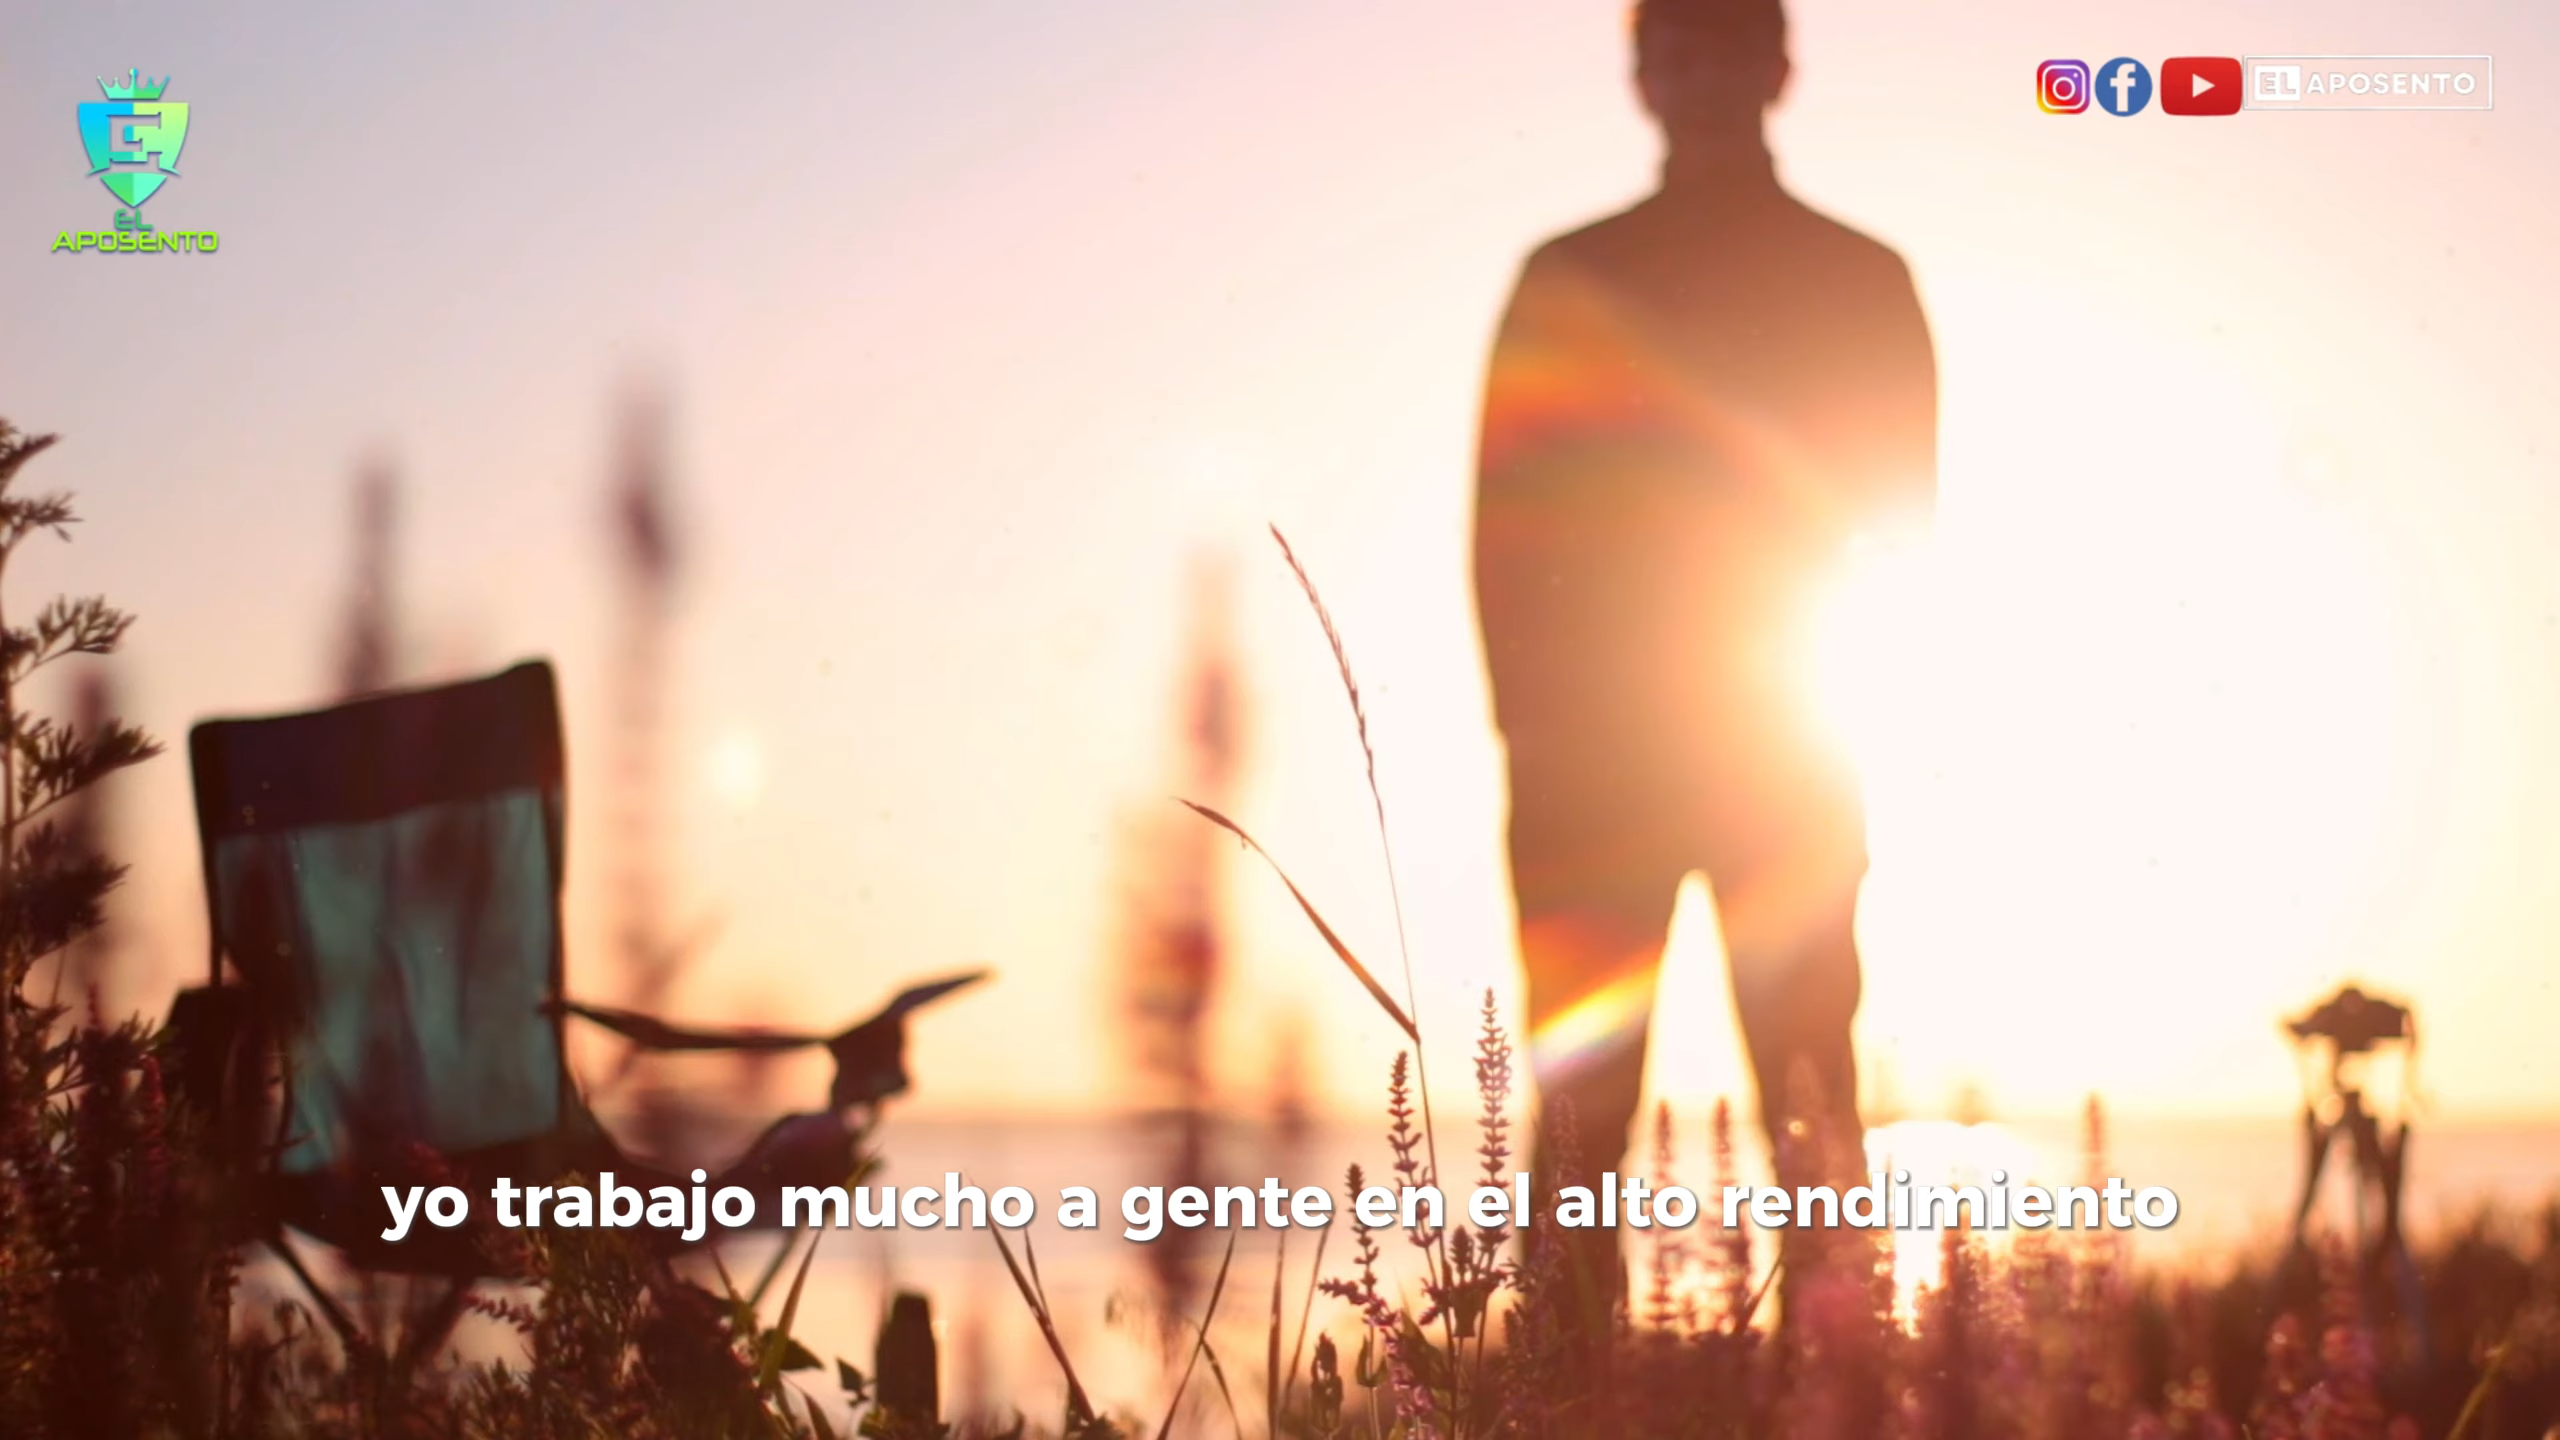 EL
APOSENTO
EL APOSENTO
yo trabajo mucho a gente en el alto rendimiento